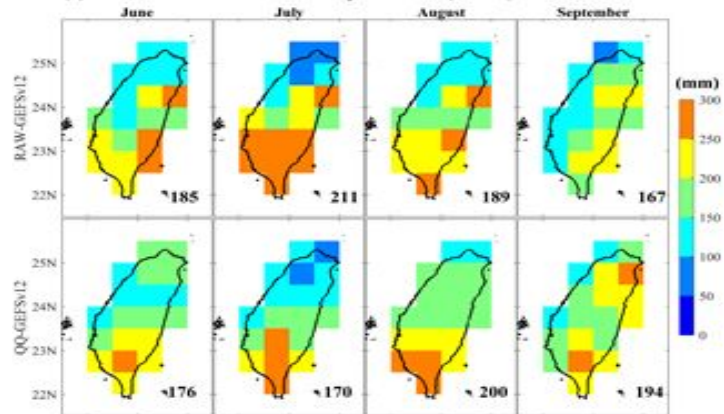 June July August September
25N
24N
23N
22N
RAW-GEFSv12
185 211 189 167
(mm)
300
250
200
150
100
50
0
25N
24N
23N
22N
QQ-GEFSv12
176 170 200 194